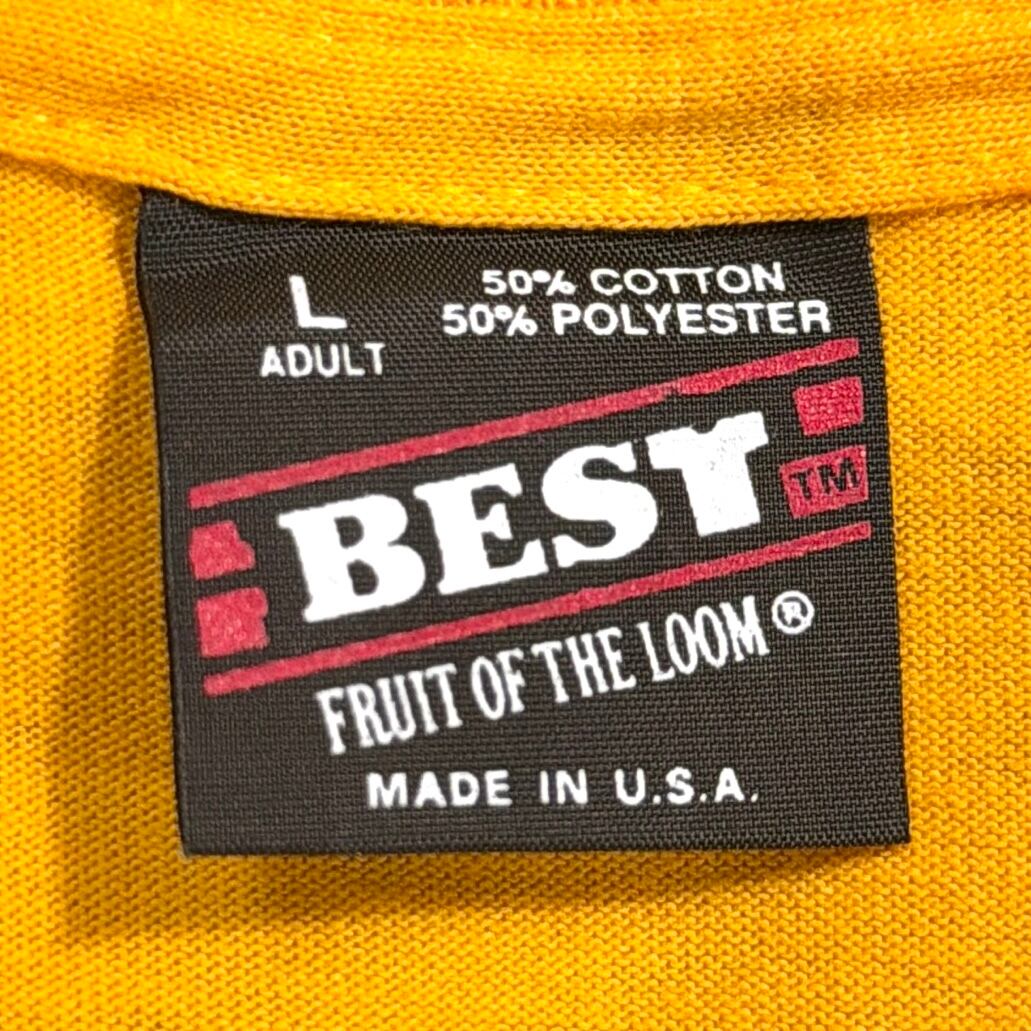 L
ADULT
50% COTTON
50% POLYESTER
BEST
TM
FRUIT OF THE LOOM®
MADE IN U.S.A.